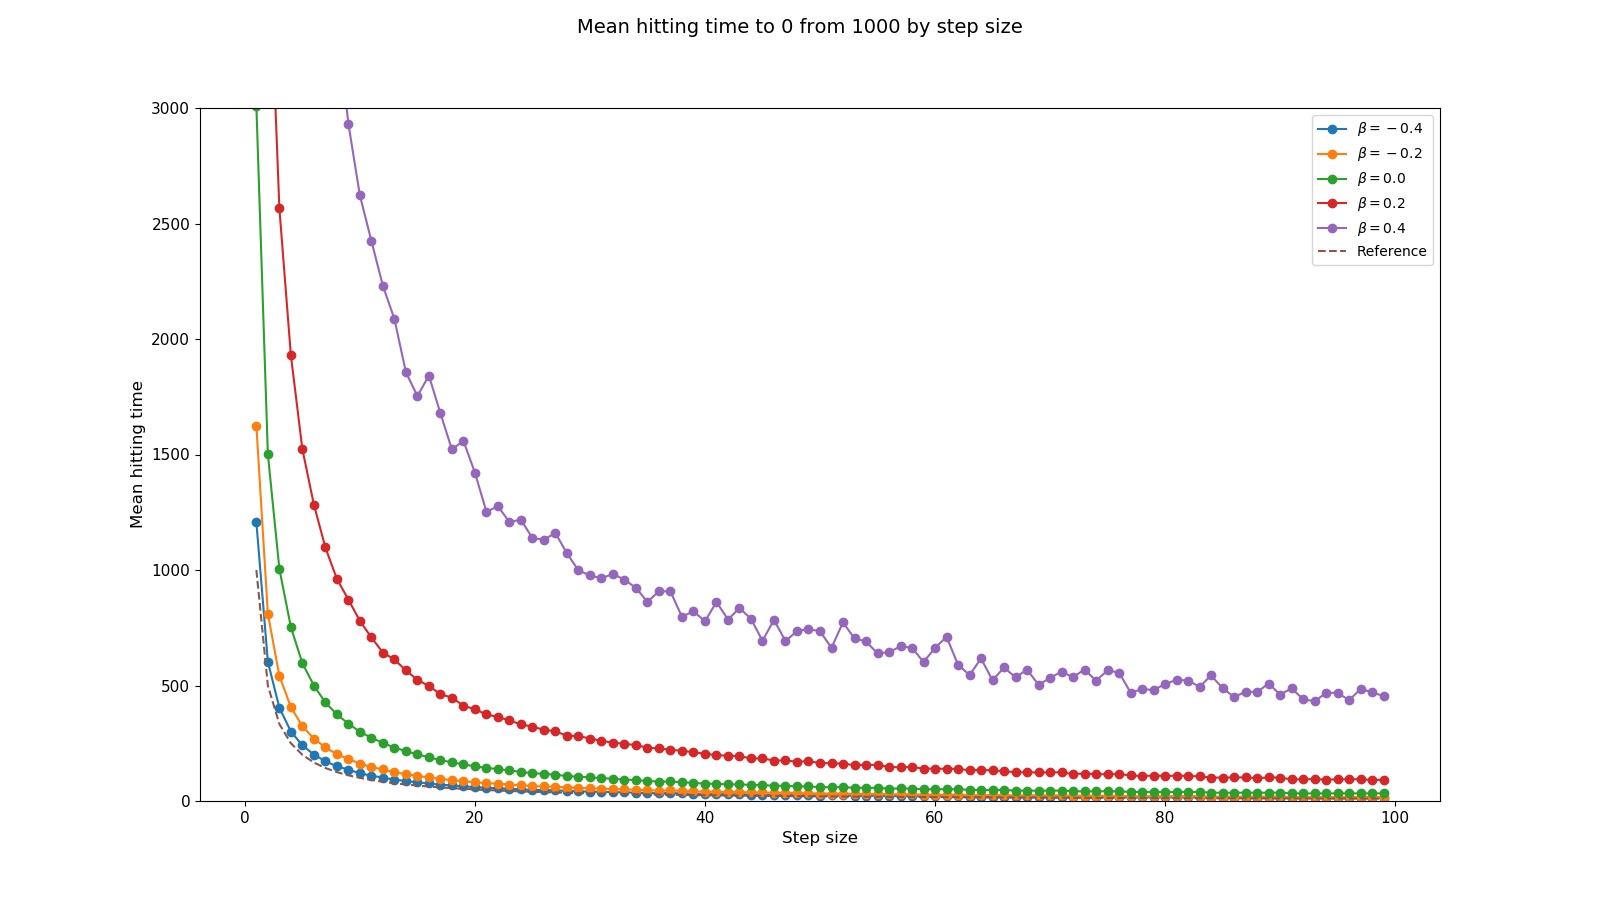 Mean hitting time to 0 from 1000 by step size
3000
2500
2000
1500
1000
500
0
Mean hitting time
0 20 40 60 80 100
Step size
β = −0.4
β = −0.2
β = 0.0
β = 0.2
β = 0.4
Reference